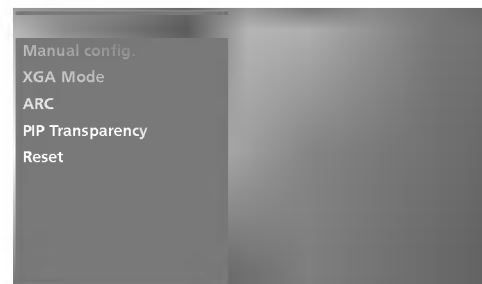 Manual config.
XGA Mode
ARC
PIP Transparency
Reset